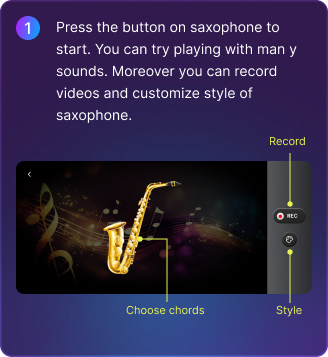 1
Press the button on saxophone to
start. You can try playing with man y
sounds. Moreover you can record
videos and customize style of
saxophone.
Record
REC
Choose chords
Style